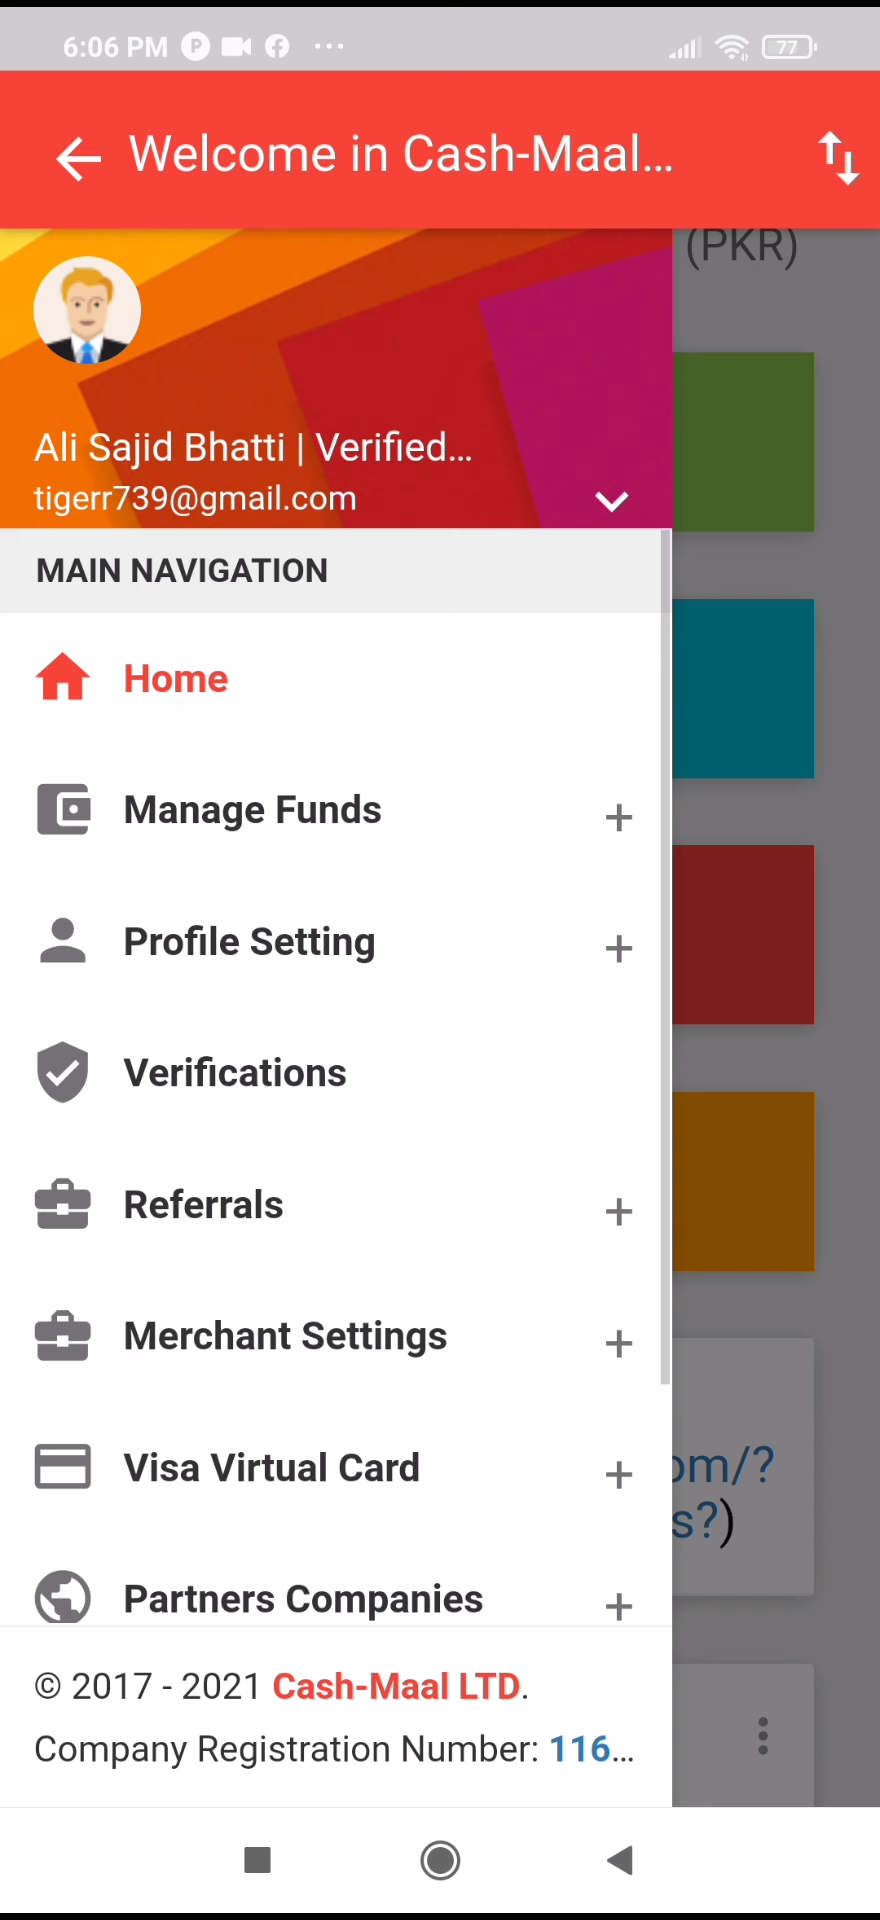 6:06 PM
77
Welcome in Cash-Maal...
(PKR)
Ali Sajid Bhatti | Verified...
tigerr739@gmail.com
MAIN NAVIGATION
Home
Manage Funds +
Profile Setting +
Verifications
Referrals +
Merchant Settings +
Visa Virtual Card +
om/?
s?)
Partners Companies +
© 2017 - 2021 Cash-Maal LTD.
Company Registration Number: 116...